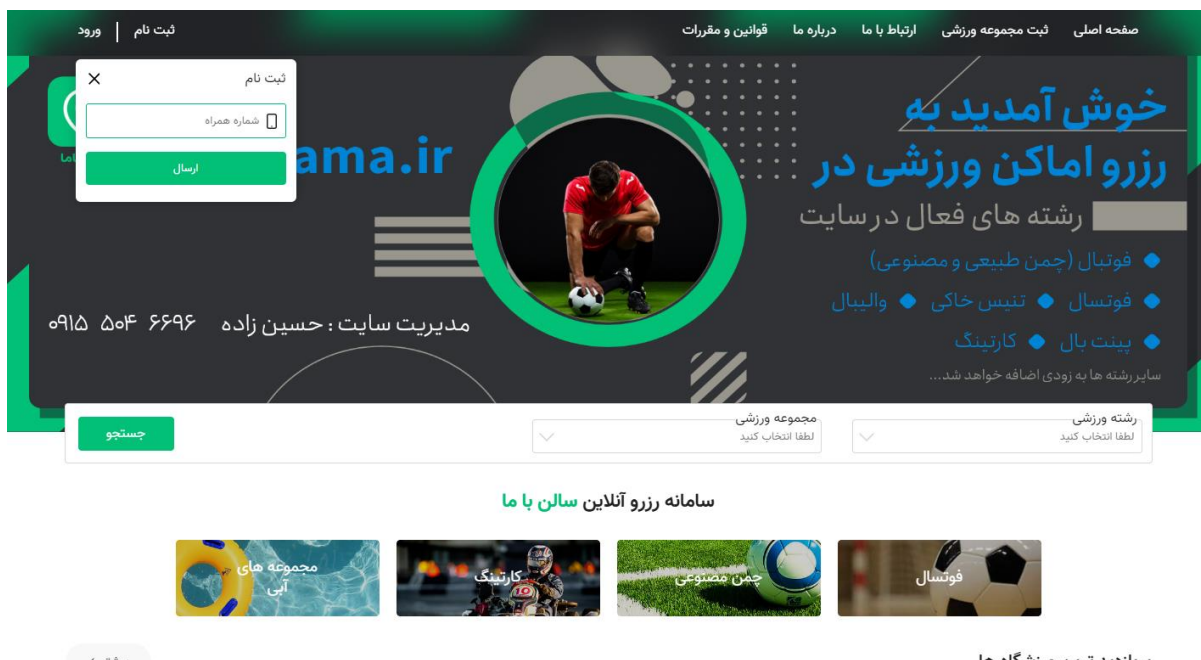 صفحه اصلی ثبت مجموعه ورزشی ارتباط با ما درباره ما قوانین و مقررات
ثبت نام | ورود
ثبت نام
شماره همراه
ارسال
خوش آمدید به
رزرو اماکن ورزشی در
ama.ir
رشته های فعال در سایت
فوتبال (چمن طبیعی و مصنوعی)
فوتسال تنیس خاکی والیبال
پینت بال کارتینگ
سایر رشته ها به زودی اضافه خواهد شد...
مدیریت سایت : حسین زاده ۰۹۱۵ ۵۰۴ ۶۶۹۶
رشته ورزشی
لطفا انتخاب کنید
مجموعه ورزشی
لطفا انتخاب کنید
جستجو
سامانه رزرو آنلاین سالن با ما
فوتسال
چمن مصنوعی
کارتینگ
مجموعه های
آبی